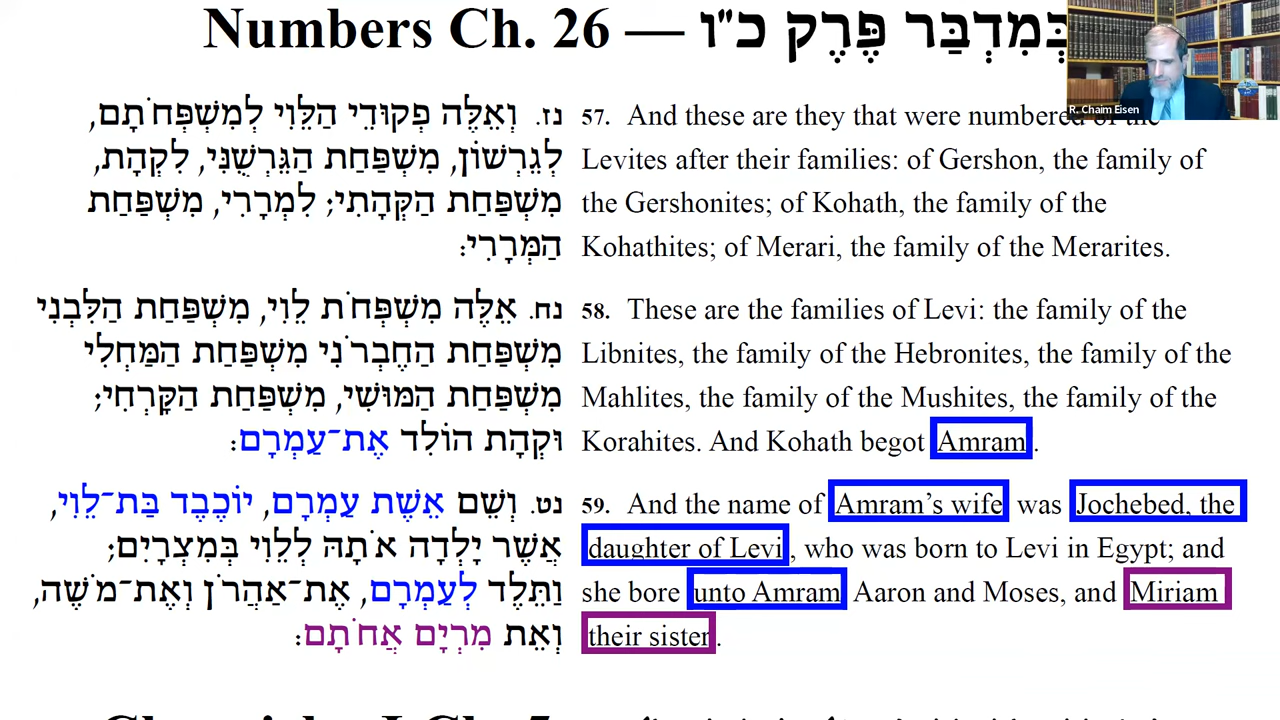 Numbers Ch. 26 — בְּמִדְבַּר פֶּרֶק כ"ו
R. Chaim Eisen
נז. וְאֵלֶּה פְקוּדֵי הַלֵּוִי לְמִשְׁפְּחֹתָם,
לְגֵרְשׁוֹן, מִשְׁפַּחַת הַגֵּרְשֻׁנִּי, לִקְהָת,
מִשְׁפַּחַת הַקְּהָתִי; לִמְרָרִי, מִשְׁפַּחַת
הַמְּרָרִי:
57. And these are they that were numbered of the
Levites after their families: of Gershon, the family of
the Gershonites; of Kohath, the family of the
Kohathites; of Merari, the family of the Merarites.
נח. אֵלֶּה מִשְׁפְּחֹת לֵוִי, מִשְׁפַּחַת הַלִּבְנִי
מִשְׁפַּחַת הַחֶבְרֹנִי מִשְׁפַּחַת הַמַּחְלִי
מִשְׁפַּחַת הַמּוּשִׁי, מִשְׁפַּחַת הַקָּרְחִי;
וּקְהָת הוֹלִד אֶת־עַמְרָם:
58. These are the families of Levi: the family of the
Libnites, the family of the Hebronites, the family of the
Mahlites, the family of the Mushites, the family of the
Korahites. And Kohath begot Amram.
נט. וְשֵׁם אֵשֶׁת עַמְרָם, יוֹכֶבֶד בַּת־לֵוִי,
אֲשֶׁר יָלְדָה אֹתָהּ לְלֵוִי בְּמִצְרָיִם;
וַתֵּלֶד לְעַמְרָם, אֶת־אַהֲרֹן וְאֶת־מֹשֶׁה,
וְאֵת מִרְיָם אֲחֹתָם:
59. And the name of Amram’s wife was Jochebed, the
daughter of Levi, who was born to Levi in Egypt; and
she bore unto Amram Aaron and Moses, and Miriam
their sister.